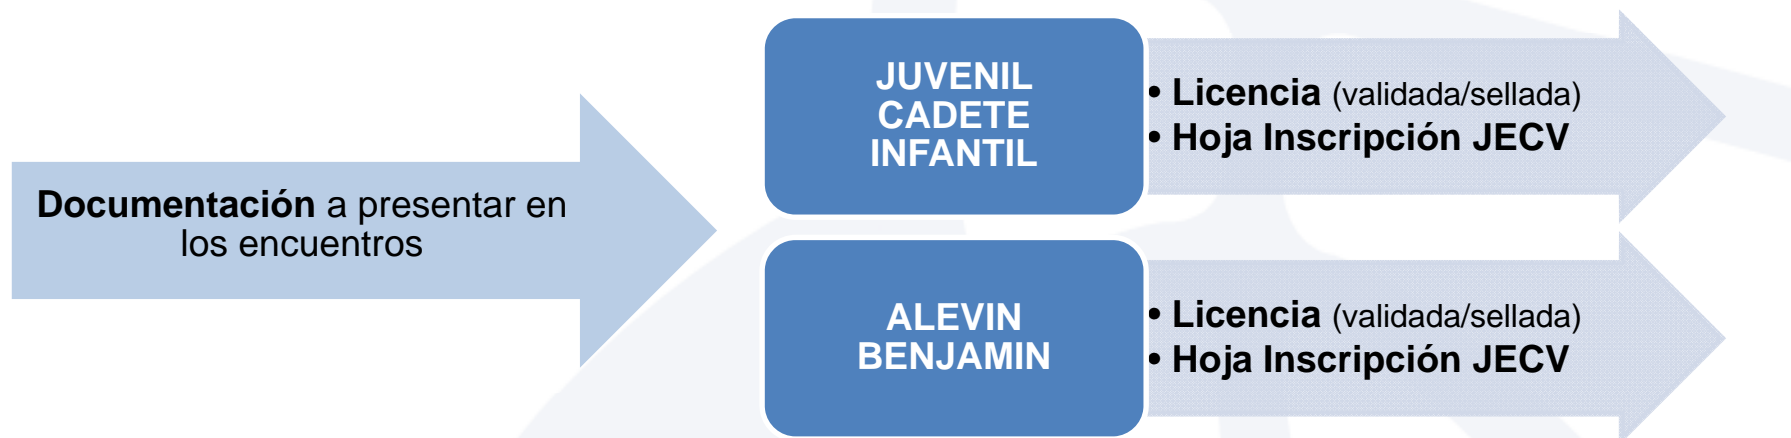 Documentación a presentar en
los encuentros
JUVENIL
CADETE
INFANTIL
• Licencia (validada/sellada)
• Hoja Inscripción JECV
ALEVIN
BENJAMIN
• Licencia (validada/sellada)
• Hoja Inscripción JECV